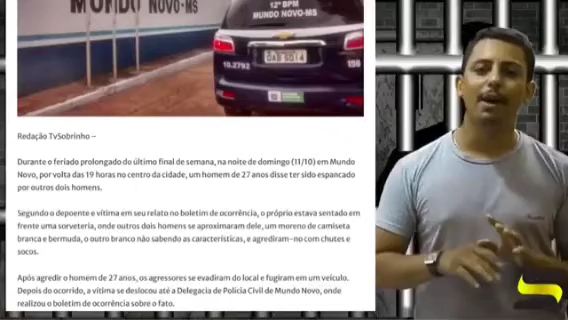 MUNDO NOVO-MS
12º BPM
MUNDO NOVO-MS
10.2792
198
Redação TvSobrinho –
Durante o feriado prolongado do último final de semana, na noite de domingo (11/10) em Mundo
Novo, por volta das 19 horas no centro da cidade, um homem de 27 anos disse ter sido espancado
por outros dois homens.
Segundo o depoente e vítima em seu relato no boletim de ocorrência, o próprio estava sentado em
frente uma sorveteria, onde outros dois homens se aproximaram dele, um moreno de camiseta
branca e bermuda, o outro branco não sabendo as características, e agrediram-no com chutes e
socos.
Após agredir o homem de 27 anos, os agressores se evadiram do local e fugiram em um veículo.
Depois do ocorrido, a vítima se deslocou até a Delegacia de Polícia Civil de Mundo Novo, onde
realizou o boletim de ocorrência sobre o fato.